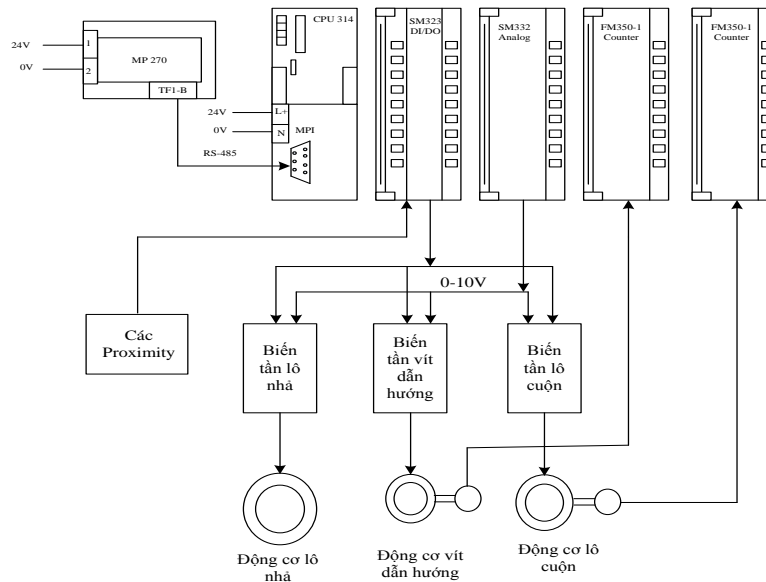 24V
0V
1
2
MP 270
TF1-B
CPU 314
24V
0V
L+
N
MPI
RS-485
SM323
DI/DO
SM332
Analog
FM350-1
Counter
FM350-1
Counter
0-10V
Các
Proximity
Biến
tần lô
nhả
Biến
tần vít
dẫn
hướng
Biến
tần lô
cuộn
Động cơ lô
nhả
Động cơ vít
dẫn hướng
Động cơ lô
cuộn